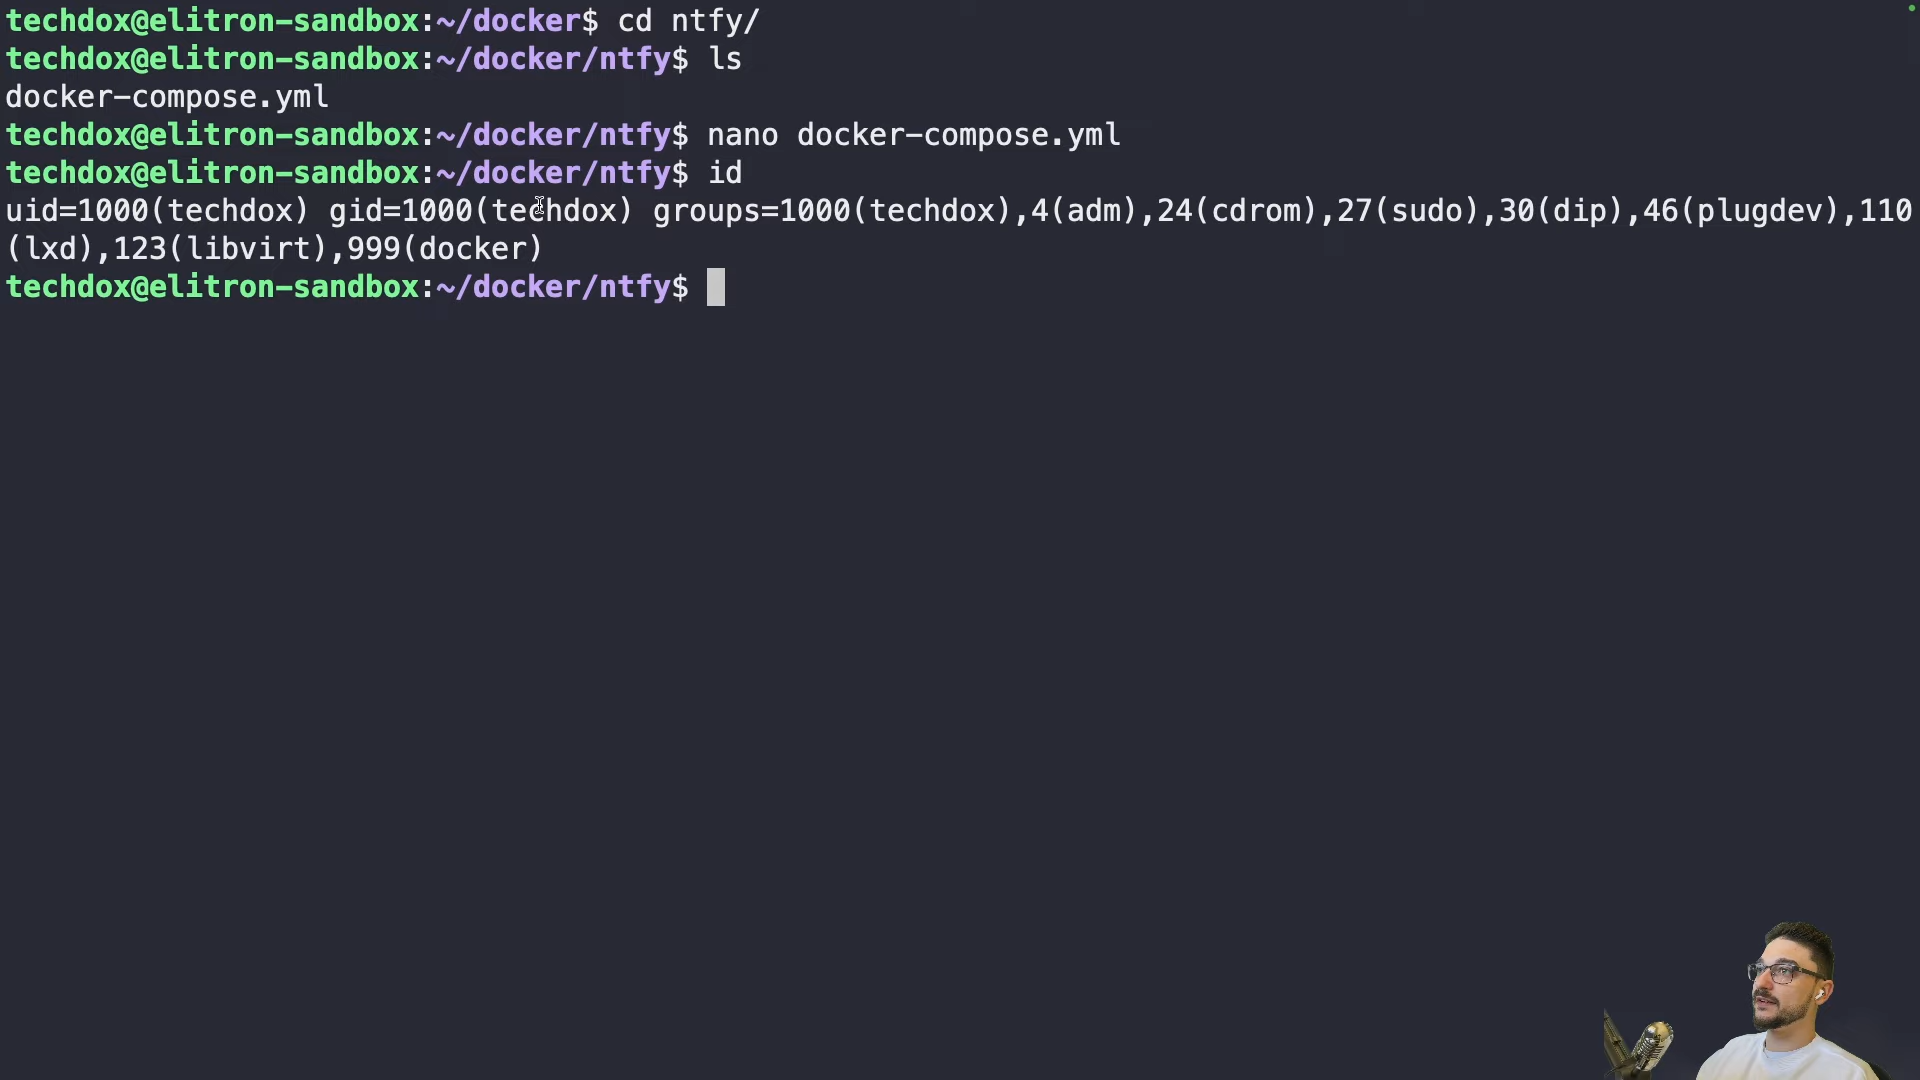 techdox@elitron-sandbox:~/docker$ cd ntfy/
techdox@elitron-sandbox:~/docker/ntfy$ ls
docker-compose.yml
techdox@elitron-sandbox:~/docker/ntfy$ nano docker-compose.yml
techdox@elitron-sandbox:~/docker/ntfy$ id
uid=1000(techdox) gid=1000(techdox) groups=1000(techdox),4(adm),24(cdrom),27(sudo),30(dip),46(plugdev),110
(lxd),123(libvirt),999(docker)
techdox@elitron-sandbox:~/docker/ntfy$